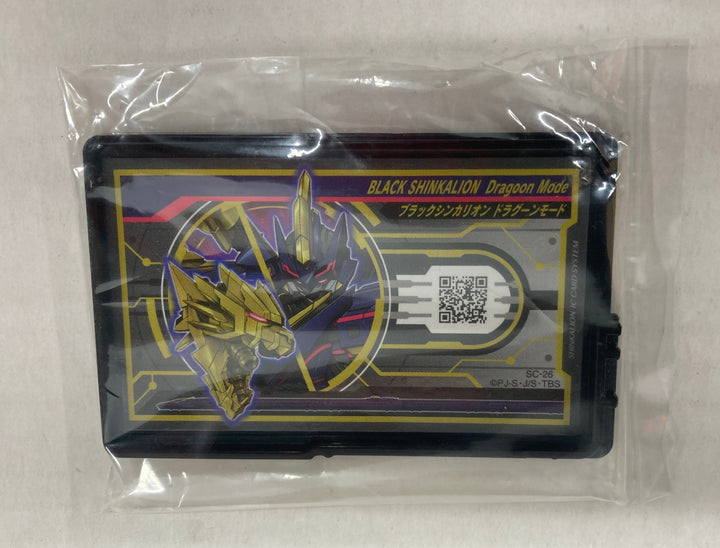 BLACK SHINKALION Dragoon Mode
ブラックシンカリオン ドラグーンモード
SHINKALION IC CARD SYSTEM
SC-26
©PJ-S・J/S・TBS